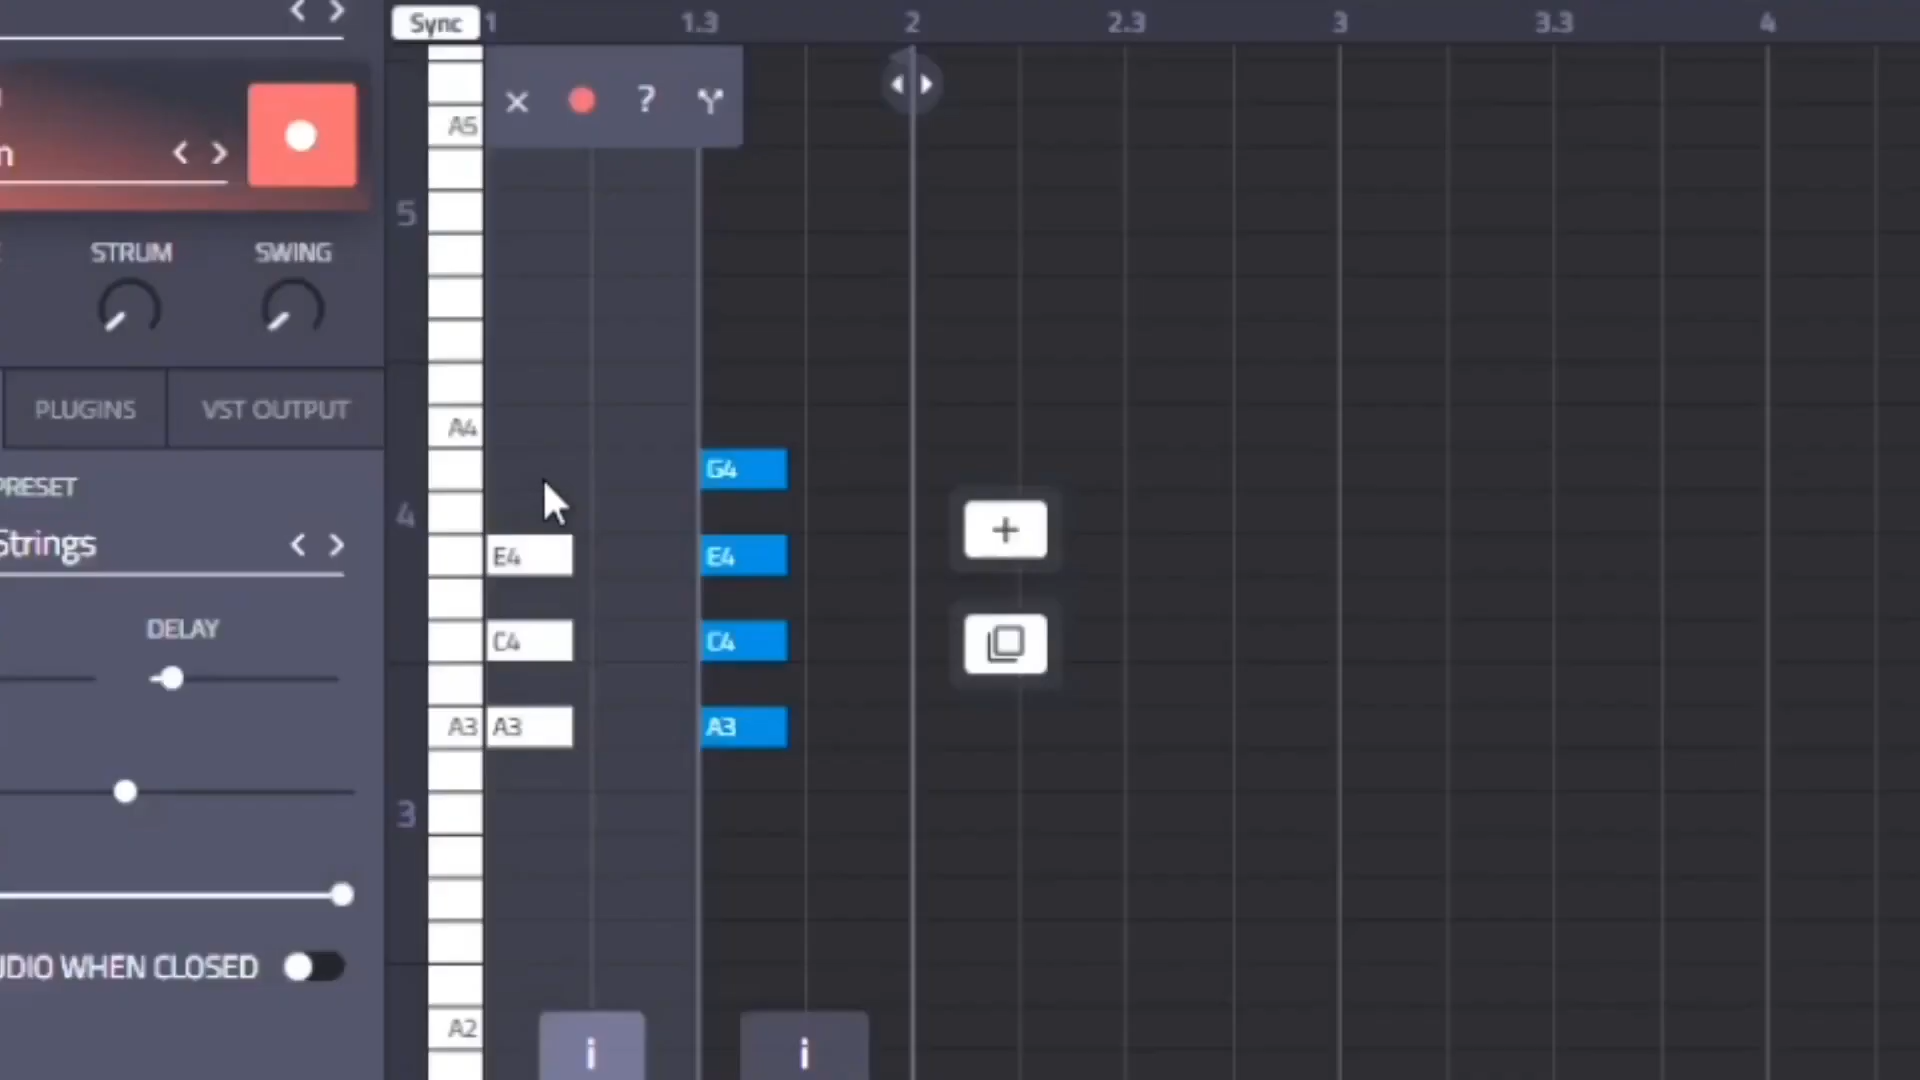 Sync 1 1.3 2 2.3 3 3.3 4
× ?
A5
n
5
STRUM SWING
PLUGINS VST OUTPUT
A4
G4
PRESET
4
Strings
E4 E4
+
DELAY
C4 C4
A3 A3 A3
3
UDIO WHEN CLOSED
A2
i i